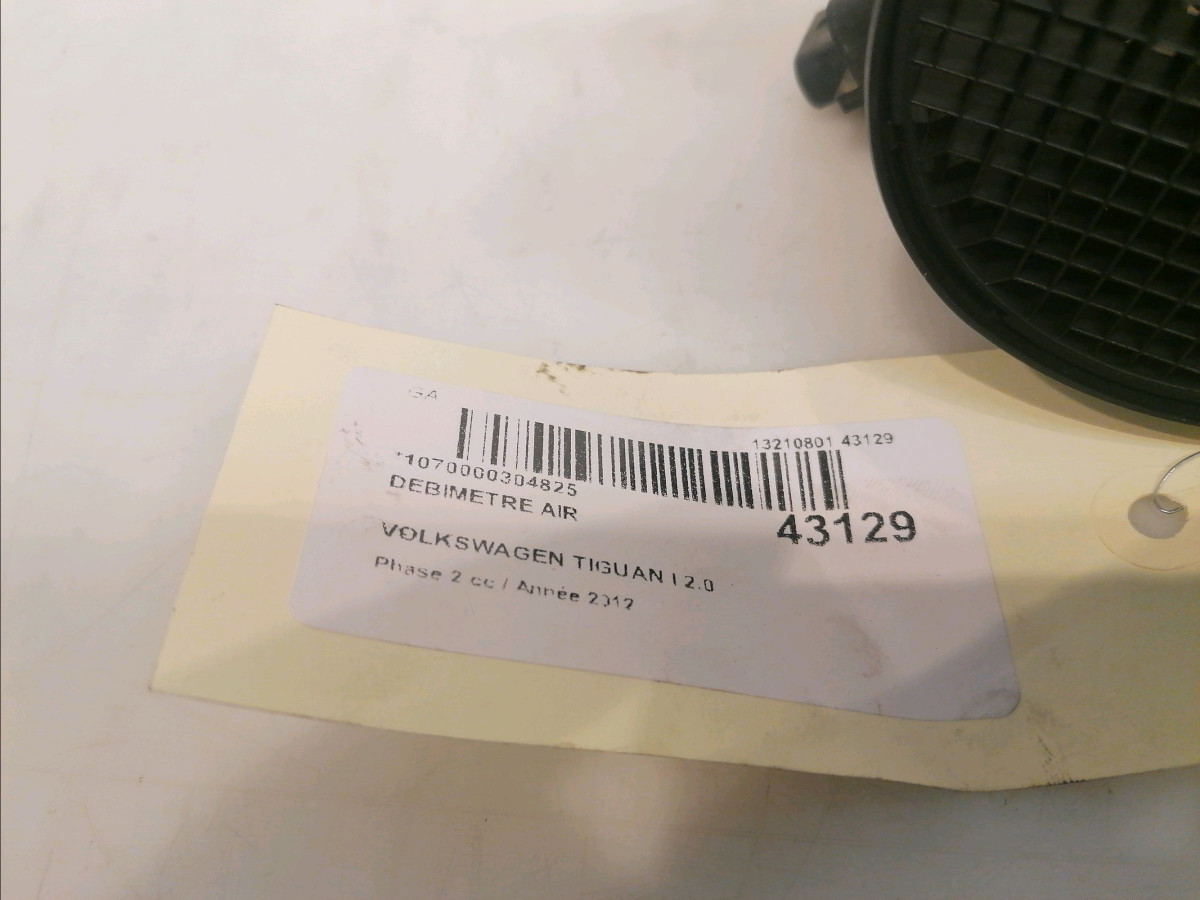 13210801 43129
*1070000304825
DEBIMETRE AIR
43129
VOLKSWAGEN TIGUAN I 2.0
Phase 2 cc / Année 2012